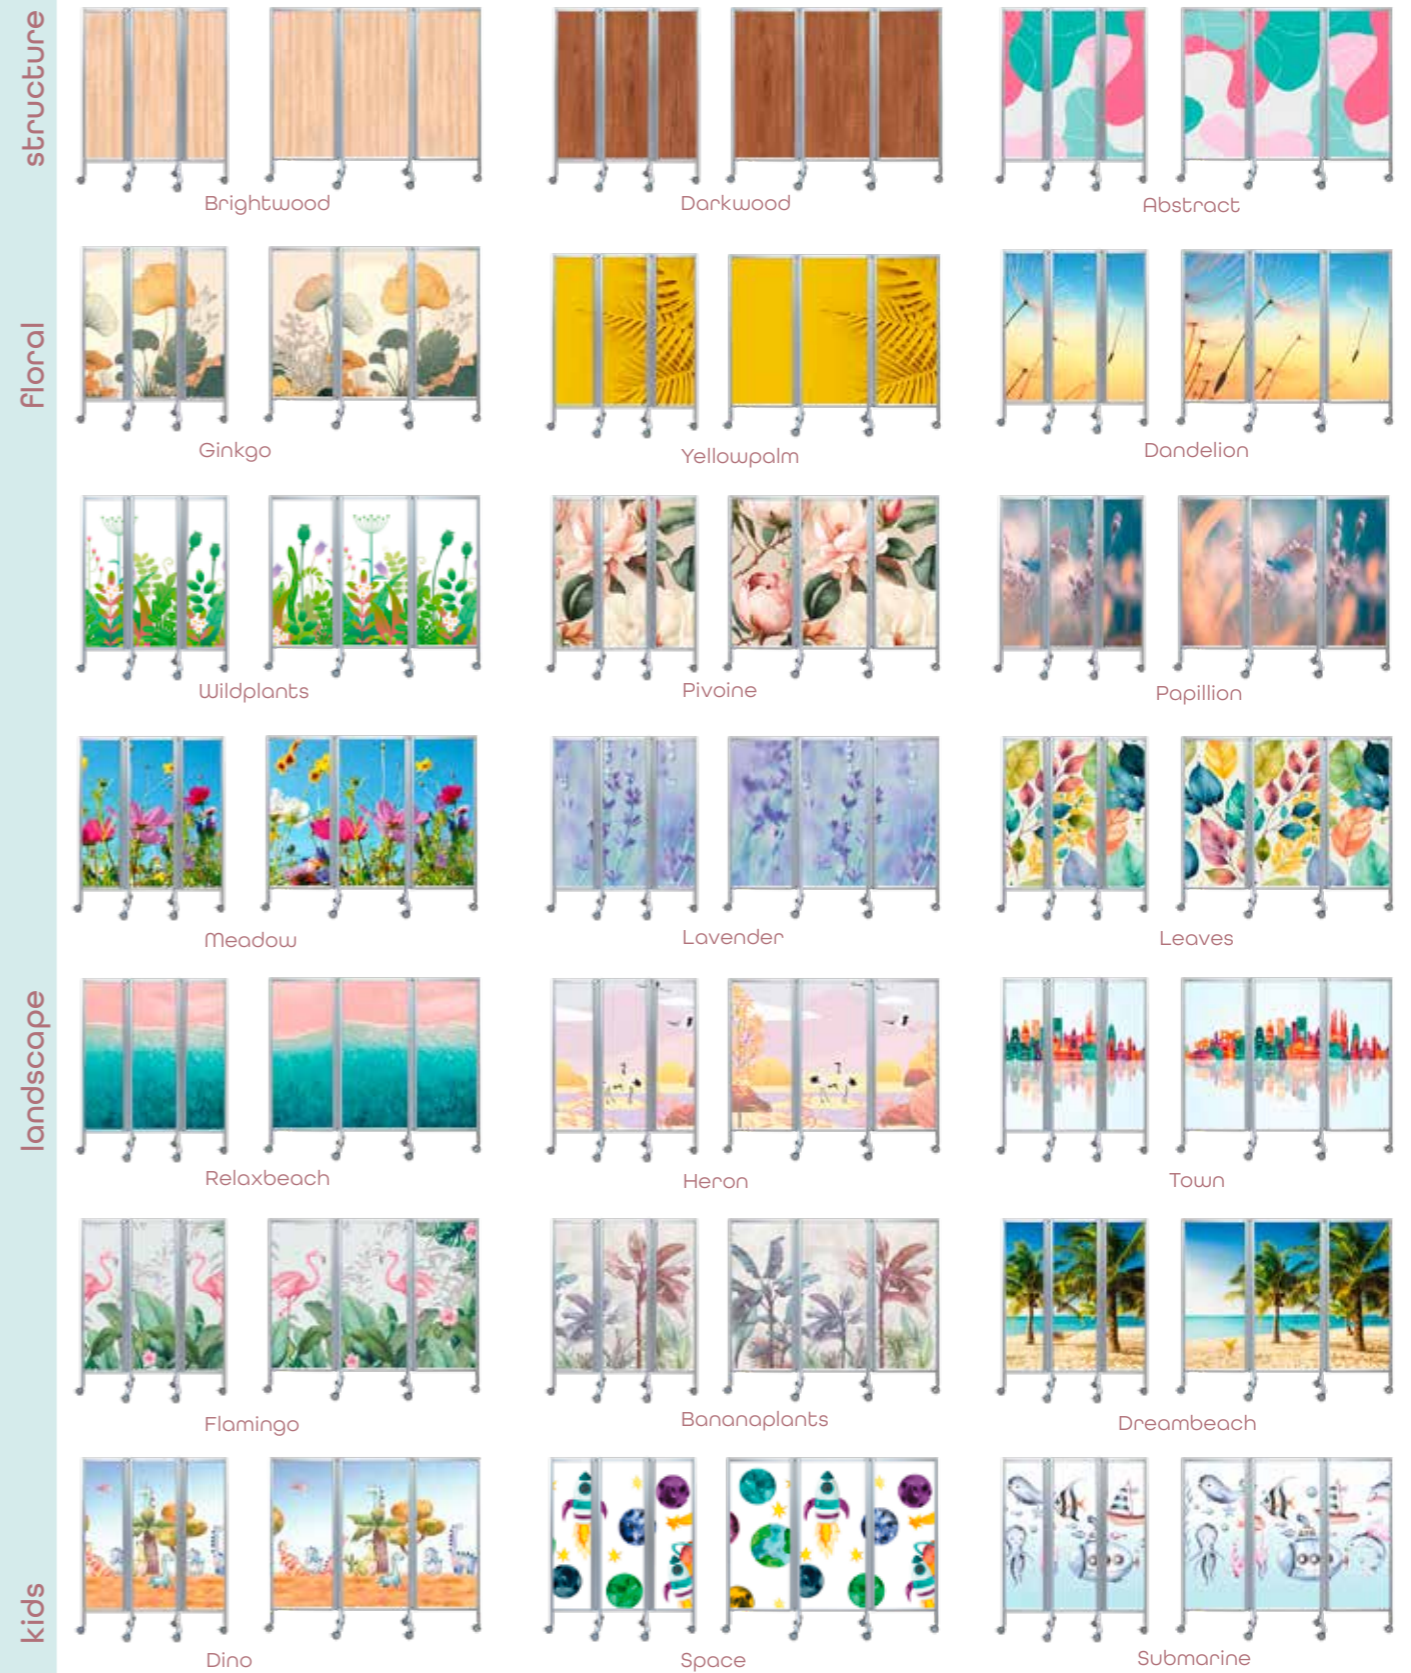 structure
Brightwood
Darkwood
Abstract
floral
Ginkgo
Yellowpalm
Dandelion
Wildplants
Pivoine
Papillion
Meadow
Lavender
Leaves
landscape
Relaxbeach
Heron
Town
Flamingo
Bananaplants
Dreambeach
kids
Dino
Space
Submarine